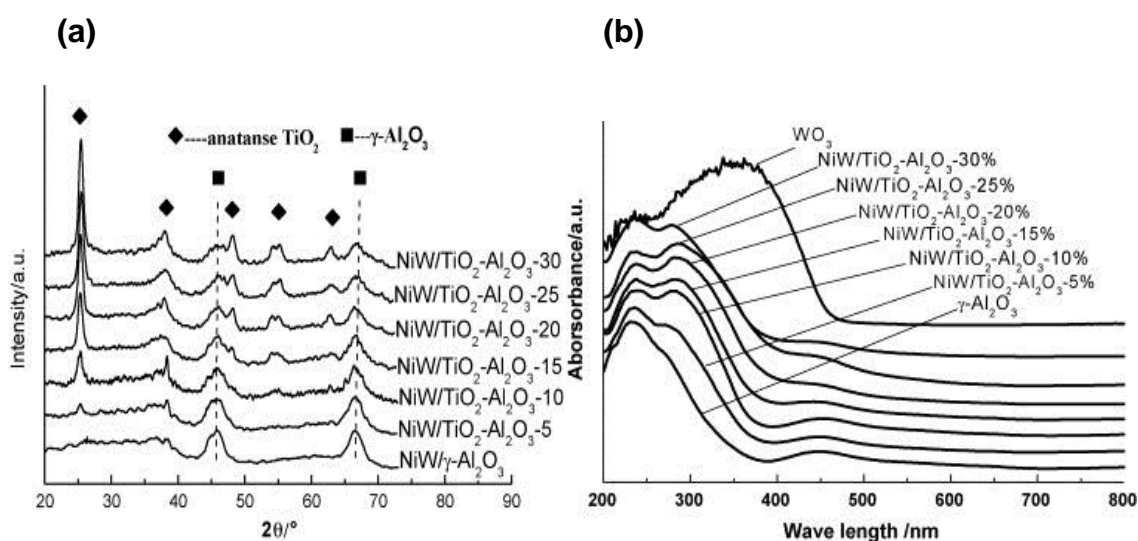 (a)
(b)
Intensity/a.u.
◆----anatanse TiO₂
■----γ-Al₂O₃
NiW/TiO₂-Al₂O₃-30
NiW/TiO₂-Al₂O₃-25
NiW/TiO₂-Al₂O₃-20
NiW/TiO₂-Al₂O₃-15
NiW/TiO₂-Al₂O₃-10
NiW/TiO₂-Al₂O₃-5
NiW/γ-Al₂O₃
20 30 40 50 60 70 80 90
2θ/°
Aborsorbance/a.u.
WO₃
NiW/TiO₂-Al₂O₃-30%
NiW/TiO₂-Al₂O₃-25%
NiW/TiO₂-Al₂O₃-20%
NiW/TiO₂-Al₂O₃-15%
NiW/TiO₂-Al₂O₃-10%
NiW/TiO₂-Al₂O₃-5%
γ-Al₂O₃
200 300 400 500 600 700 800
Wave length /nm